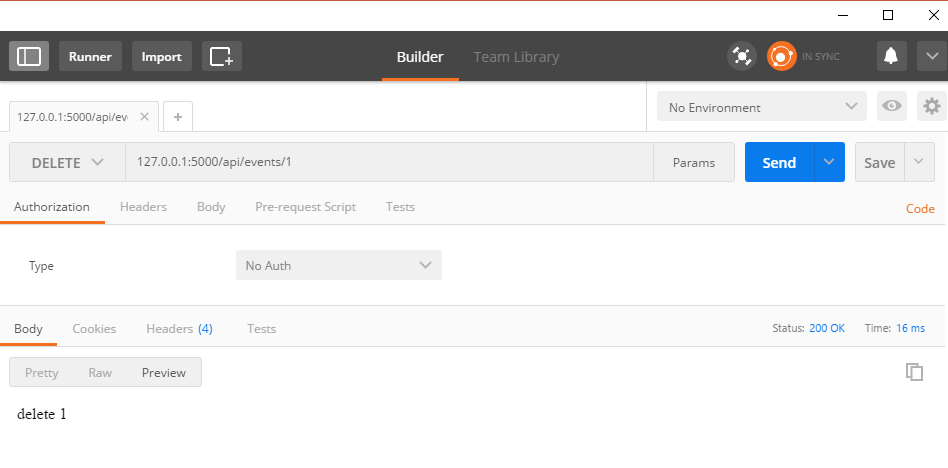 Runner Import Builder Team Library IN SYNC
127.0.0.1:5000/api/ev No Environment
DELETE 127.0.0.1:5000/api/events/1 Params Send Save
Authorization Headers Body Pre-request Script Tests Code
Type No Auth
Body Cookies Headers (4) Tests Status: 200 OK Time: 16 ms
Pretty Raw Preview
delete 1